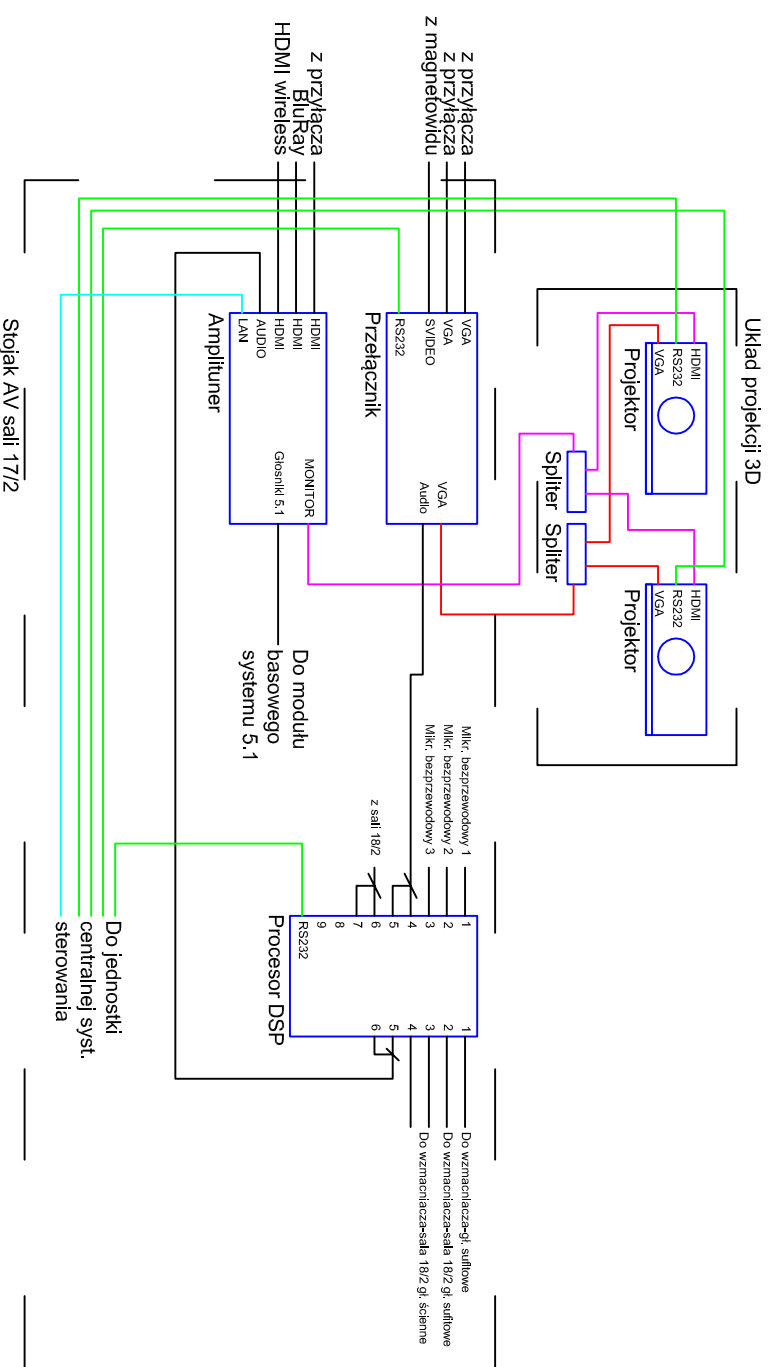 Uklad projekcji 3D
HDMI
RS232
VGA
Projektor
HDMI
RS232
VGA
Projektor
Spliter
Spliter
z przyłącza
z przyłącza
z magnetowidu
VGA
VGA
SVIDEO
RS232
VGA
Audio
Przełącznik
z przyłącza
BluRay
HDMI wireless
HDMI
HDMI
HDMI
AUDIO
LAN
MONITOR
Głosniki 5.1
Amplituner
Do modułu
basowego
systemu 5.1
Mikr. bezprzewodowy 1
Mikr. bezprzewodowy 2
Mikr. bezprzewodowy 3
z sali 18/2
1
2
3
4
5
6
7
8
9
RS232
1
2
3
4
5
6
Procesor DSP
Do wzmacniacza-gł. sufitowe
Do wzmacniacza-sala 18/2 gł. sufitowe
Do wzmacniacza-sala 18/2 gł. ścienne
Do jednostki
centralnej syst.
sterowania
Stojak AV sali 17/2